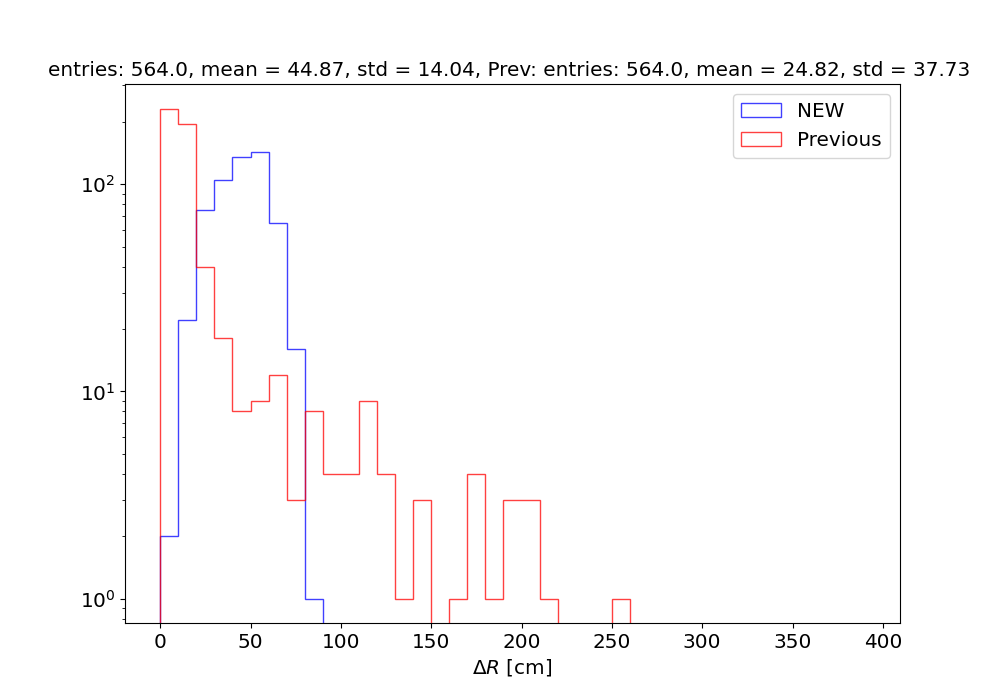 entries: 564.0, mean = 44.87, std = 14.04, Prev: entries: 564.0, mean = 24.82, std = 37.73
NEW
Previous
10²
10¹
10⁰
0 50 100 150 200 250 300 350 400
ΔR [cm]